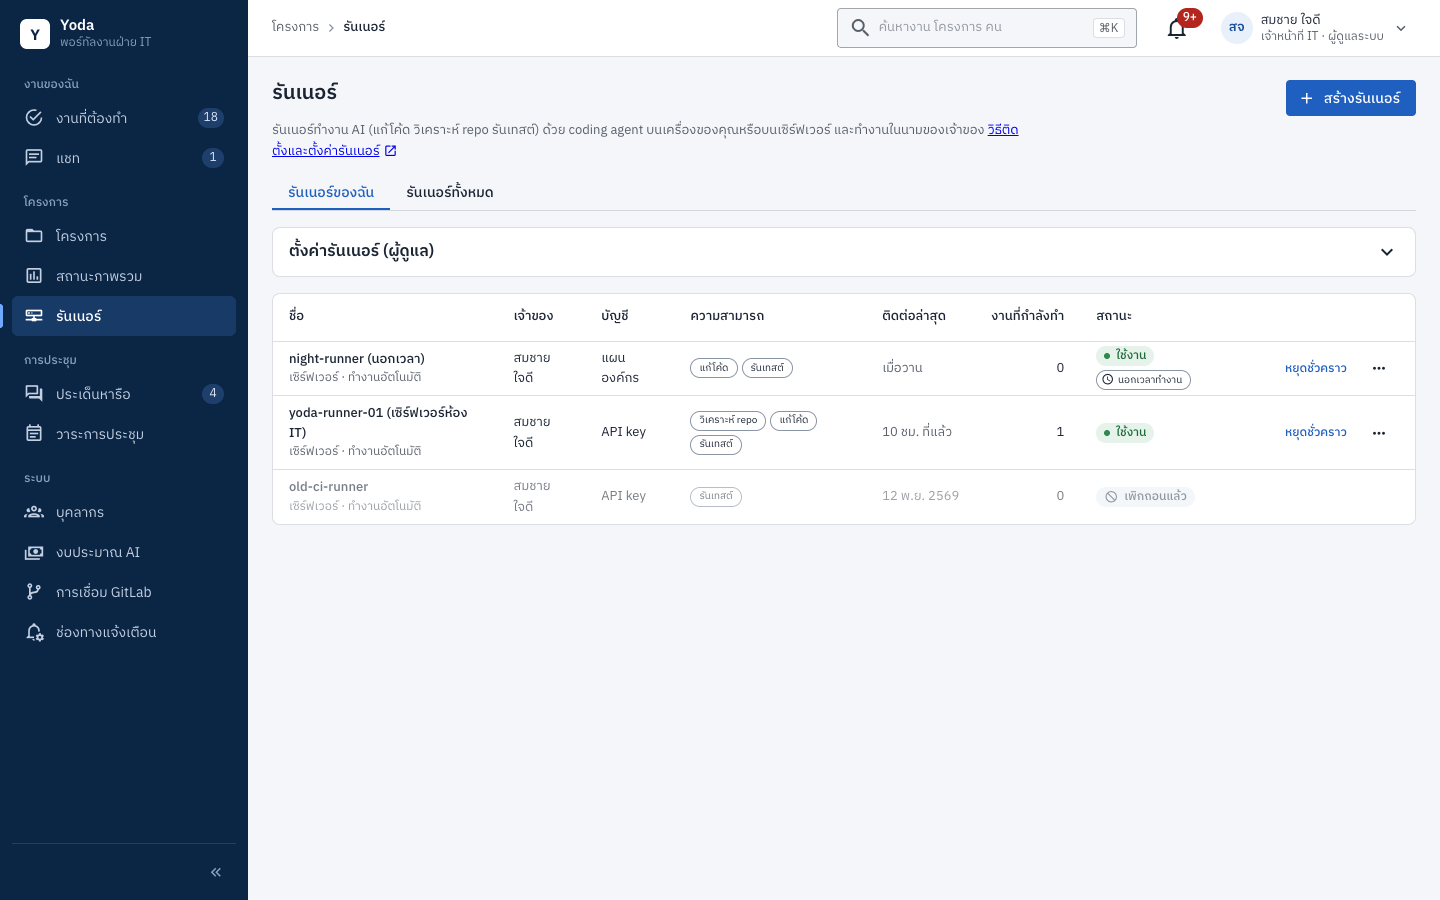 Y
Yoda
พอร์ทัลงานฝ่าย IT
งานของฉัน
งานที่ต้องทำ 18
แชท 1
โครงการ
โครงการ
สถานะภาพรวม
รันเนอร์
การประชุม
ประเด็นหารือ 4
วาระการประชุม
ระบบ
บุคลากร
งบประมาณ AI
การเชื่อม GitLab
ช่องทางแจ้งเตือน
โครงการ > รันเนอร์
ค้นหางาน โครงการ คน ⌘K
9+
สจ
สมชาย ใจดี
เจ้าหน้าที่ IT · ผู้ดูแลระบบ
รันเนอร์
+ สร้างรันเนอร์
รันเนอร์ทำงาน AI (แก้โค้ด วิเคราะห์ repo รันเทสต์) ด้วย coding agent บนเครื่องของคุณหรือบนเซิร์ฟเวอร์ และทำงานในนามของเจ้าของ วิธีติด
ตั้งและตั้งค่ารันเนอร์
รันเนอร์ของฉัน รันเนอร์ทั้งหมด
ตั้งค่ารันเนอร์ (ผู้ดูแล)
ชื่อ เจ้าของ บัญชี ความสามารถ ติดต่อล่าสุด งานที่กำลังทำ สถานะ
night-runner (นอกเวลา)
เซิร์ฟเวอร์ · ทำงานอัตโนมัติ
สมชาย
ใจดี
แผน
องค์กร
แก้โค้ด รันเทสต์
เมื่อวาน
0
ใช้งาน
นอกเวลาทำงาน
หยุดชั่วคราว
yoda-runner-01 (เซิร์ฟเวอร์ห้อง
IT)
เซิร์ฟเวอร์ · ทำงานอัตโนมัติ
สมชาย
ใจดี
API key
วิเคราะห์ repo แก้โค้ด
รันเทสต์
10 ชม. ที่แล้ว
1
ใช้งาน
หยุดชั่วคราว
old-ci-runner
เซิร์ฟเวอร์ · ทำงานอัตโนมัติ
สมชาย
ใจดี
API key
รันเทสต์
12 พ.ย. 2569
0
เพิกถอนแล้ว